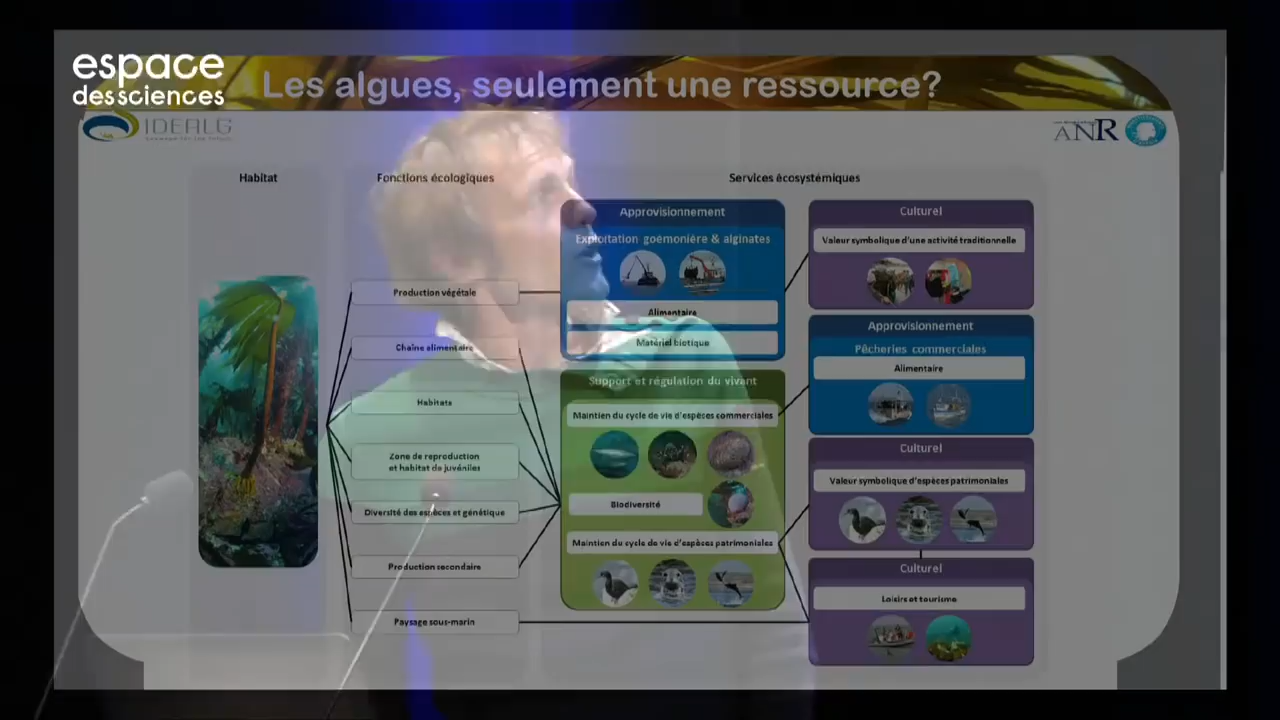 espace
des sciences
Les algues, seulement une ressource?
IDEALG
ANR
Habitat
Fonctions écologiques
Services écosystémiques
Production végétale
Chaîne alimentaire
Habitats
Zone de reproduction
et habitat de juvéniles
Diversité des espèces et génétique
Production secondaire
Paysage sous-marin
Approvisionnement
Exploitation goémonière & alginates
Alimentaire
Matériel biotique
Support et régulation du vivant
Maintien du cycle de vie d'espèces commerciales
Biodiversité
Maintien du cycle de vie d'espèces patrimoniales
Culturel
Valeur symbolique d'une activité traditionnelle
Approvisionnement
Pêcheries commerciales
Alimentaire
Culturel
Valeur symbolique d'espèces patrimoniales
Culturel
Loisirs et tourisme